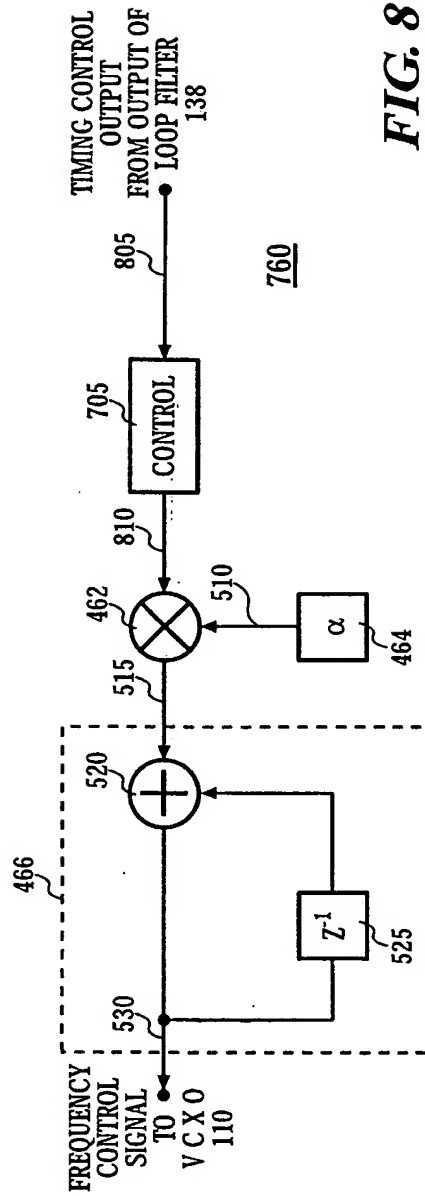 TIMING CONTROL
OUTPUT
FROM OUTPUT OF
LOOP FILTER
138
805
705
CONTROL
760
810
462
510
α
464
515
466
520
Z⁻¹
525
530
FREQUENCY
CONTROL
SIGNAL
TO
V C X O
110
FIG. 8